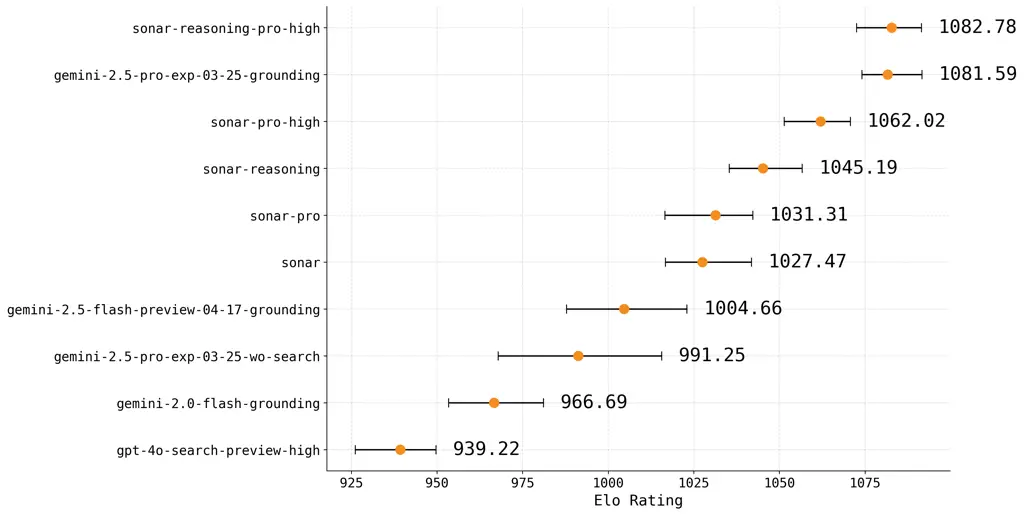 sonar-reasoning-pro-high 1082.78
gemini-2.5-pro-exp-03-25-grounding 1081.59
sonar-pro-high 1062.02
sonar-reasoning 1045.19
sonar-pro 1031.31
sonar 1027.47
gemini-2.5-flash-preview-04-17-grounding 1004.66
gemini-2.5-pro-exp-03-25-wo-search 991.25
gemini-2.0-flash-grounding 966.69
gpt-4o-search-preview-high 939.22
925 950 975 1000 1025 1050 1075
Elo Rating